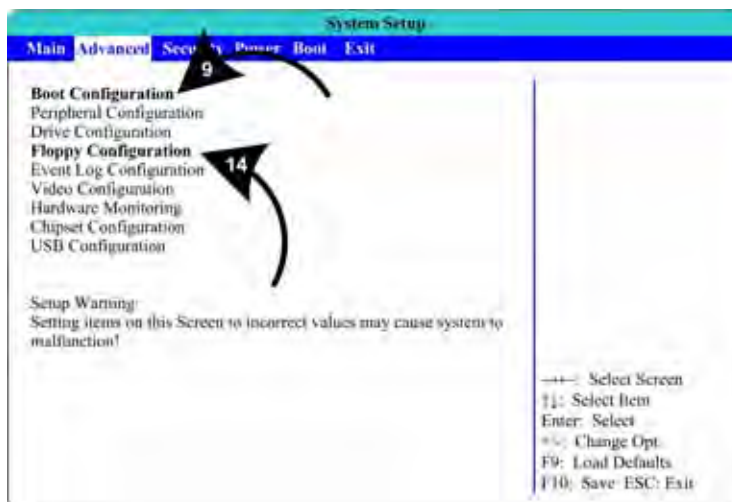 System Setup
Main Advanced Security Power Boot Exit
9
Boot Configuration
Peripheral Configuration
Drive Configuration
Floppy Configuration
14
Event Log Configuration
Video Configuration
Hardware Monitoring
Chipset Configuration
USB Configuration
Setup Warning
Setting items on this Screen to incorrect values may cause system to
malfunction!
Select Screen
↑↓: Select Item
Enter: Select
Change Opt.
F9: Load Defaults
F10: Save ESC: Exit